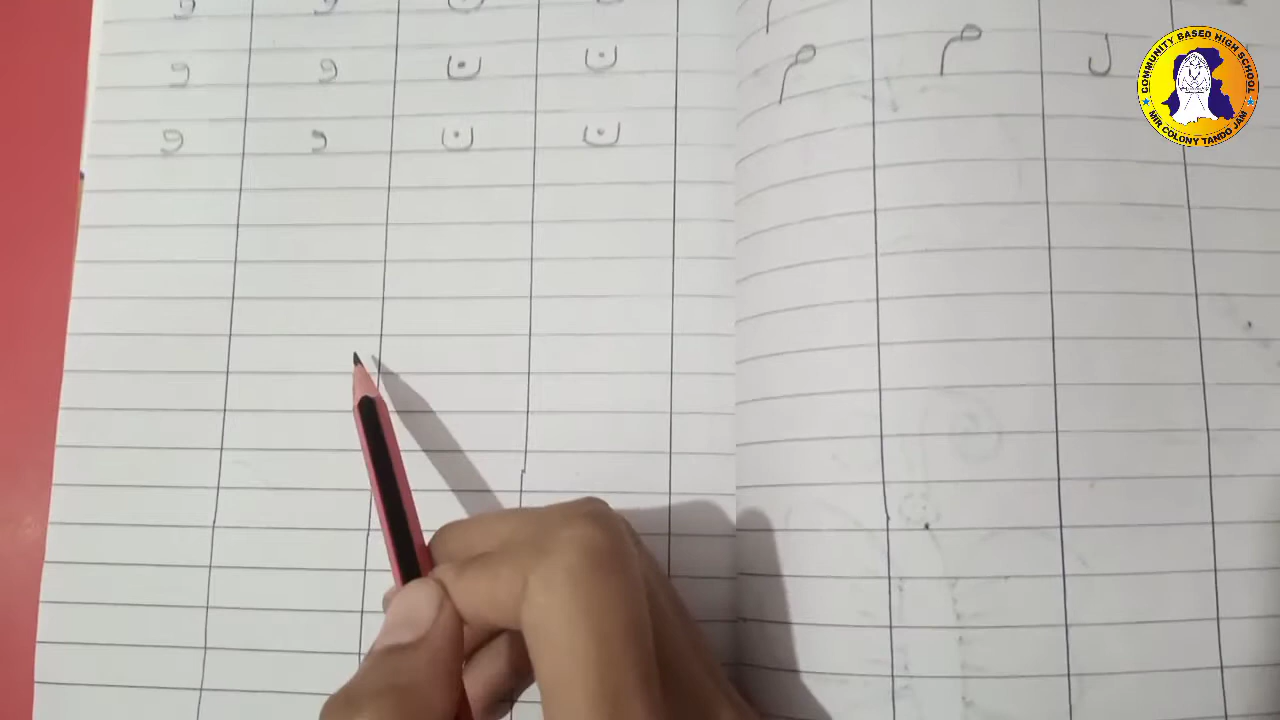 ل م م
ن ن و و
ن ن و و
COMMUNITY BASED HIGH SCHOOL
MIR COLONY TANDO JAM